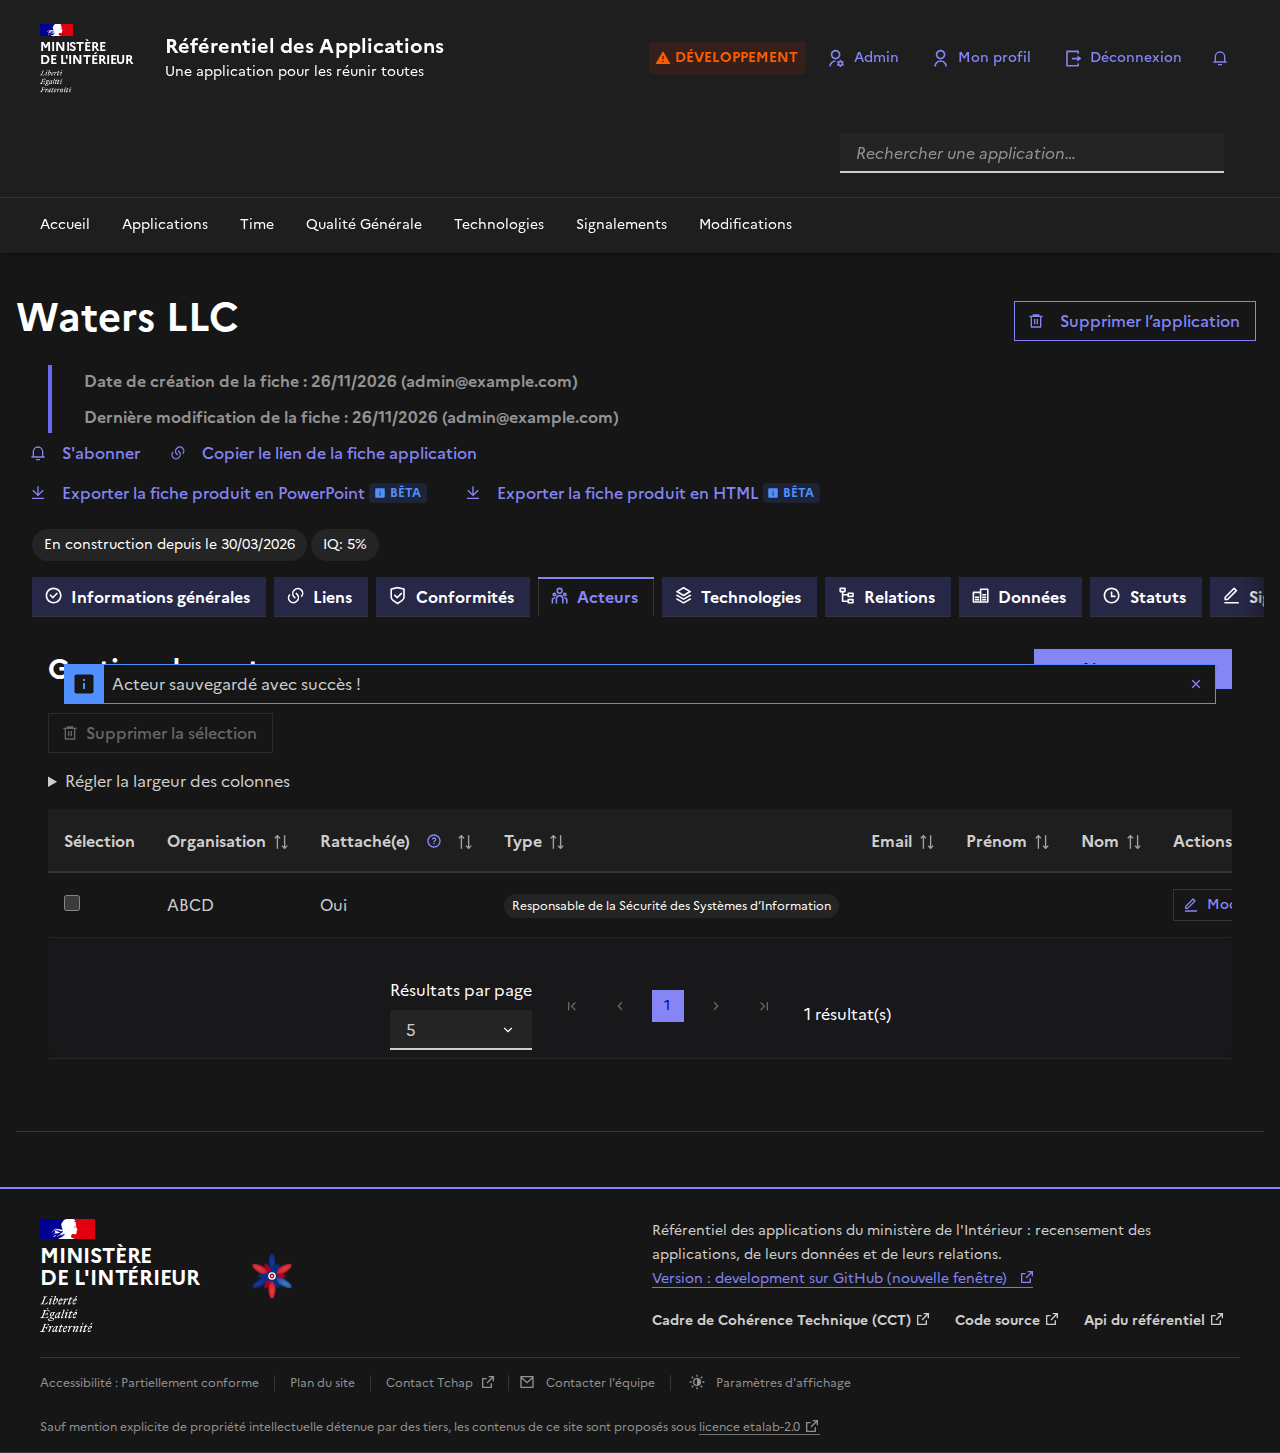 MINISTÈRE
DE L'INTÉRIEUR
Liberté
Égalité
Fraternité
Référentiel des Applications
Une application pour les réunir toutes
DÉVELOPPEMENT
Admin
Mon profil
Déconnexion
Rechercher une application…
Accueil
Applications
Time
Qualité Générale
Technologies
Signalements
Modifications
Waters LLC
Supprimer l’application
Date de création de la fiche : 26/11/2026 (admin@example.com)
Dernière modification de la fiche : 26/11/2026 (admin@example.com)
S'abonner
Copier le lien de la fiche application
Exporter la fiche produit en PowerPoint BÊTA
Exporter la fiche produit en HTML BÊTA
En construction depuis le 30/03/2026
IQ: 5%
Informations générales
Liens
Conformités
Acteurs
Technologies
Relations
Données
Statuts
Acteur sauvegardé avec succès !
Supprimer la sélection
Régler la largeur des colonnes
Sélection
Organisation
Rattaché(e)
Type
Email
Prénom
Nom
Actions
ABCD
Oui
Responsable de la Sécurité des Systèmes d’Information
Résultats par page
5
1
1 résultat(s)
MINISTÈRE
DE L'INTÉRIEUR
Liberté
Égalité
Fraternité
Référentiel des applications du ministère de l'Intérieur : recensement des
applications, de leurs données et de leurs relations.
Version : development sur GitHub (nouvelle fenêtre)
Cadre de Cohérence Technique (CCT)
Code source
Api du référentiel
Accessibilité : Partiellement conforme
Plan du site
Contact Tchap
Contacter l'équipe
Paramètres d'affichage
Sauf mention explicite de propriété intellectuelle détenue par des tiers, les contenus de ce site sont proposés sous licence etalab-2.0